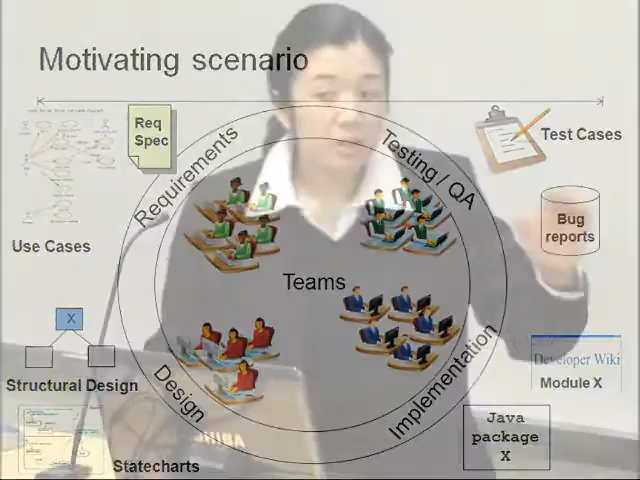 Motivating scenario
Req
Spec
Requirements
Testing / QA
Test Cases
Use Cases
Bug
reports
Teams
X
Structural Design
Design
Implementation
Developer Wiki
Module X
Java
package
X
Statecharts